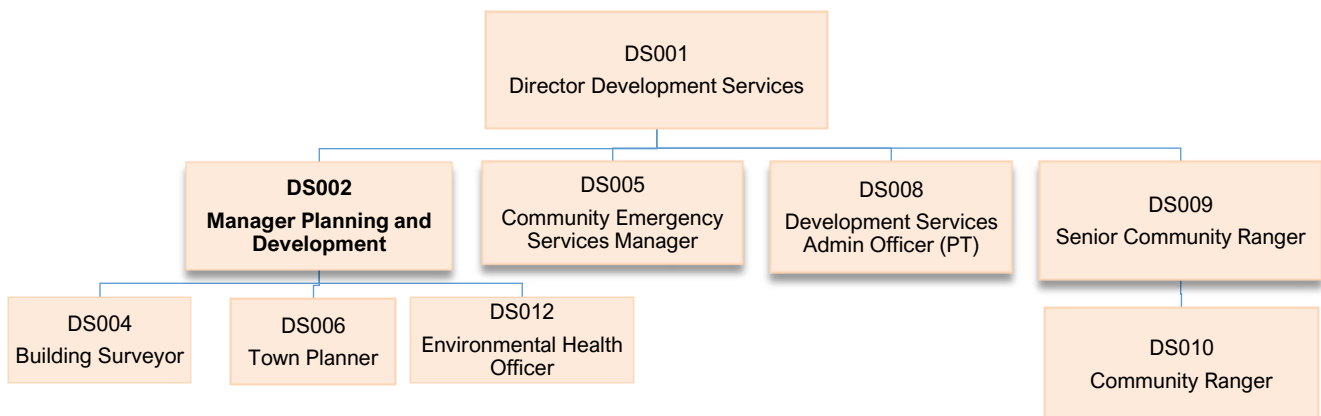 DS001
Director Development Services
DS002
Manager Planning and
Development
DS005
Community Emergency
Services Manager
DS008
Development Services
Admin Officer (PT)
DS009
Senior Community Ranger
DS004
Building Surveyor
DS006
Town Planner
DS012
Environmental Health
Officer
DS010
Community Ranger